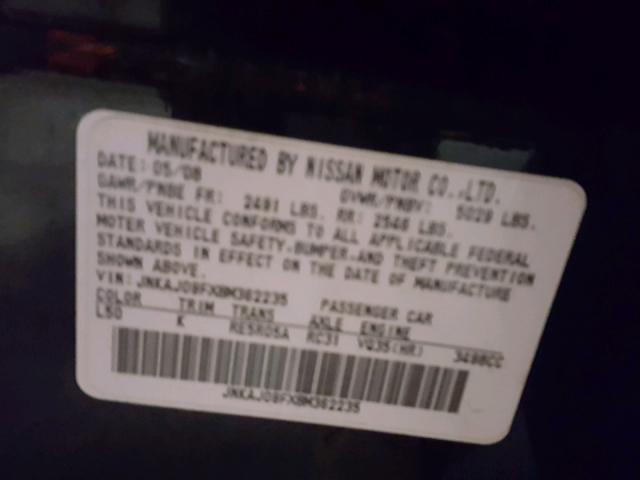 MANUFACTURED BY NISSAN MOTOR CO.,LTD.
DATE: 05/08 GVWR/PNBV: 5029 LBS.
GAWR/PNBE FR: 2491 LBS. RR: 2546 LBS.
THIS VEHICLE CONFORMS TO ALL APPLICABLE FEDERAL
MOTOR VEHICLE SAFETY,BUMPER,AND THEFT PREVENTION
STANDARDS IN EFFECT ON THE DATE OF MANUFACTURE
SHOWN ABOVE.
VIN: JNKAJ09FX8M362235 PASSENGER CAR
COLOR TRIM TRANS AXLE ENGINE
L50 K RE5R05A RC31 VQ35(HR) 3498CC
JNKAJ09FX8M362235